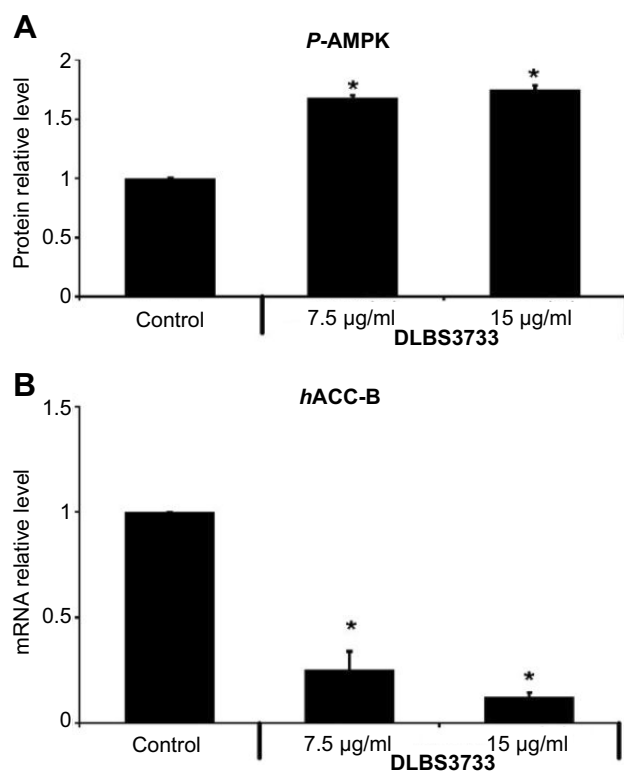 A
P-AMPK
Protein relative level
2
1.5
1
0.5
0
*
*
Control
7.5 µg/ml
15 µg/ml
DLBS3733
B
hACC-B
mRNA relative level
1.5
1
0.5
0
*
*
Control
7.5 µg/ml
15 µg/ml
DLBS3733